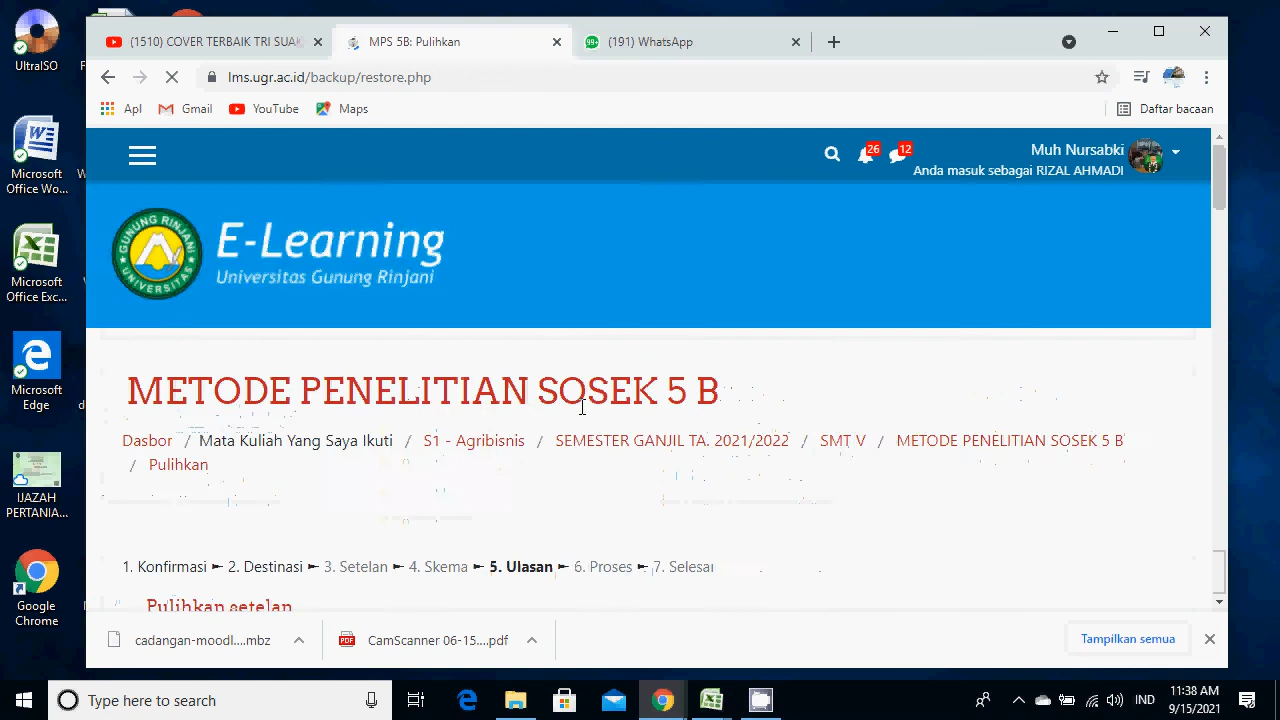 UltraISO
(1510) COVER TERBAIK TRI SUAK
MPS 5B: Pulihkan
99+
(191) WhatsApp
lms.ugr.ac.id/backup/restore.php
Apl
Gmail
YouTube
Maps
Daftar bacaan
Microsoft
Office Wo...
Microsoft
Office Exc...
Microsoft
Edge
IJAZAH
PERTANIA...
Google
Chrome
26
12
Muh Nursabki
Anda masuk sebagai RIZAL AHMADI
GUNUNG RINJANI
UNIVERSITAS
E-Learning
Universitas Gunung Rinjani
METODE PENELITIAN SOSEK 5 B
Dasbor / Mata Kuliah Yang Saya Ikuti / S1 - Agribisnis / SEMESTER GANJIL TA. 2021/2022 / SMT V / METODE PENELITIAN SOSEK 5 B
/ Pulihkan
1. Konfirmasi ► 2. Destinasi ► 3. Setelan ► 4. Skema ► 5. Ulasan ► 6. Proses ► 7. Selesai
Pulihkan setelan
cadangan-moodl....mbz
PDF
CamScanner 06-15....pdf
Tampilkan semua
Type here to search
IND
11:38 AM
9/15/2021